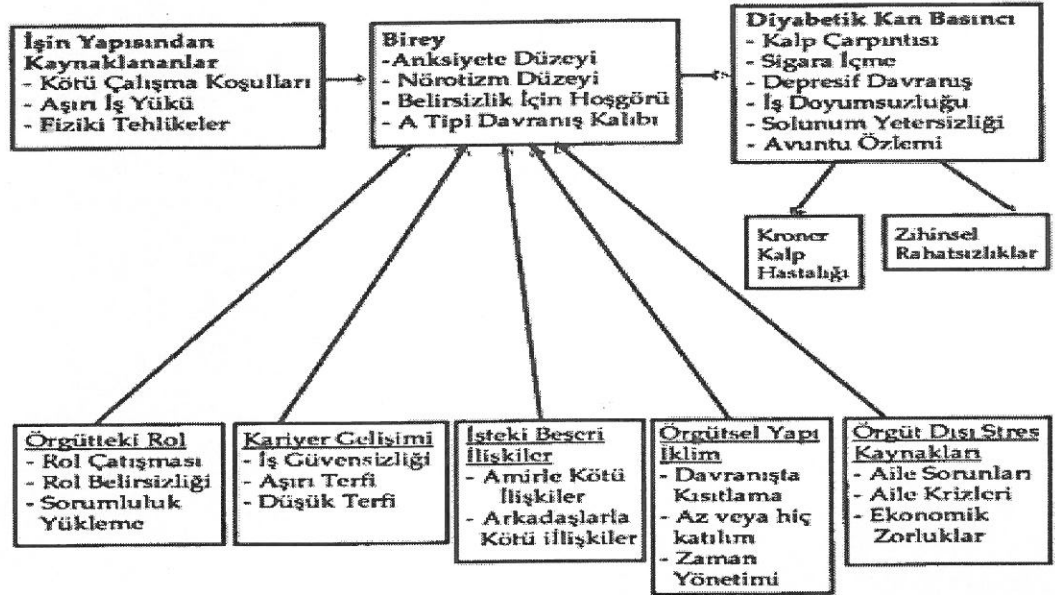 İşin Yapısından
Kaynaklananlar
- Kötü Çalışma Koşulları
- Aşırı İş Yükü
- Fiziki Tehlikeler
Birey
-Anksiyete Düzeyi
- Nörotizm Düzeyi
- Belirsizlik İçin Hoşgörü
- A Tipi Davranış Kalıbı
Diyabetik Kan Basıncı
- Kalp Çarpıntısı
- Sigara İçme
- Depresif Davranış
- İş Doyumsuzluğu
- Solunum Yetersizliği
- Avuntu Özlemi
Kroner
Kalp
Hastalığı
Zihinsel
Rahatsızlıklar
Örgütteki Rol
- Rol Çatışması
- Rol Belirsizliği
- Sorumluluk
Yükleme
Kariyer Gelişimi
- İş Güvensizliği
- Aşırı Terfi
- Düşük Terfi
İşteki Beşeri
İlişkiler
- Amirle Kötü
İlişkiler
- Arkadaşlarla
Kötü iİlişkiler
Örgütsel Yapı
İklim
- Davranışta
Kısıtlama
- Az veya hiç
katılım
- Zaman
Yönetimi
Örgüt Dışı Stres
Kaynakları
- Aile Sorunları
- Aile Krizleri
- Ekonomik
Zorluklar